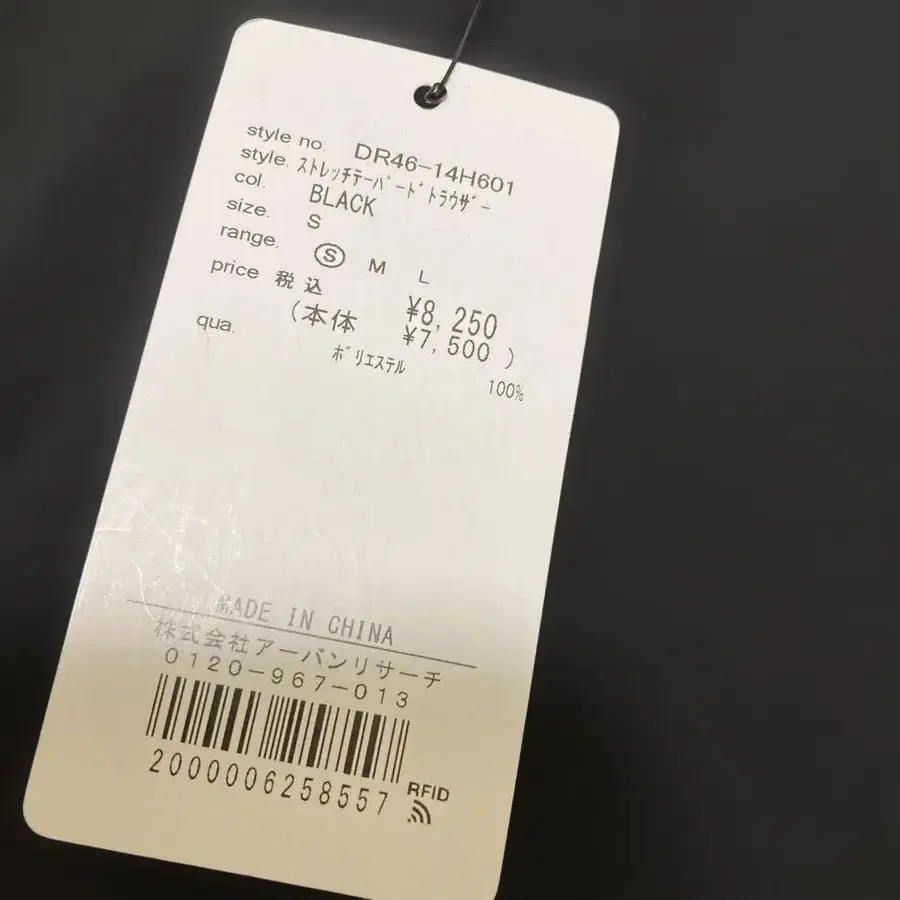 style no. DR46-14H601
style. ストレッチテーパードトラウザー
col. BLACK
size. S
range. Ⓢ M L
price 税込 ¥8,250
(本体 ¥7,500)
qua. ポリエステル 100%
MADE IN CHINA
株式会社アーバンリサーチ
0120-967-013
2000006258557
RFID